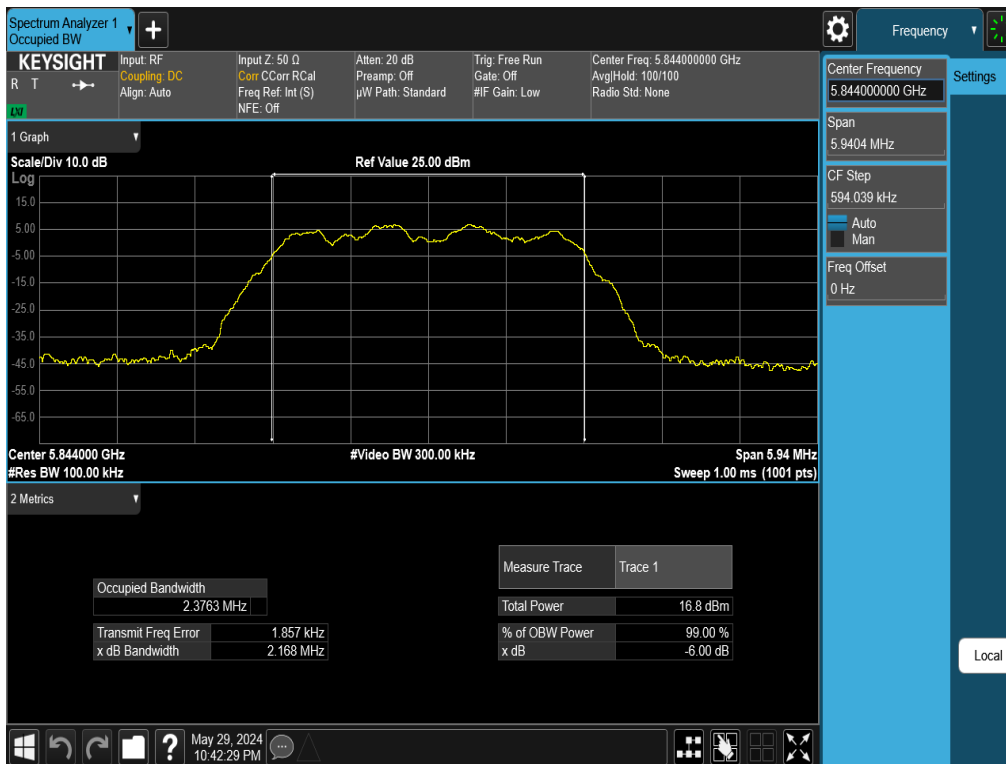 Spectrum Analyzer 1
Occupied BW
+
Frequency
KEYSIGHT
R T
LXI
Input: RF
Coupling: DC
Align: Auto
Input Z: 50 Ω
Corr CCorr RCal
Freq Ref: Int (S)
NFE: Off
Atten: 20 dB
Preamp: Off
µW Path: Standard
Trig: Free Run
Gate: Off
#IF Gain: Low
Center Freq: 5.844000000 GHz
Avg|Hold: 100/100
Radio Std: None
Center Frequency
5.844000000 GHz
Settings
Span
5.9404 MHz
CF Step
594.039 kHz
Auto
Man
Freq Offset
0 Hz
Local
1 Graph
Scale/Div 10.0 dB
Ref Value 25.00 dBm
Log
15.0
5.00
-5.00
-15.0
-25.0
-35.0
-45.0
-55.0
-65.0
Center 5.844000 GHz
#Video BW 300.00 kHz
Span 5.94 MHz
#Res BW 100.00 kHz
Sweep 1.00 ms (1001 pts)
2 Metrics
Occupied Bandwidth
2.3763 MHz
Transmit Freq Error 1.857 kHz
x dB Bandwidth 2.168 MHz
Measure Trace Trace 1
Total Power 16.8 dBm
% of OBW Power 99.00 %
x dB -6.00 dB
?
May 29, 2024
10:42:29 PM